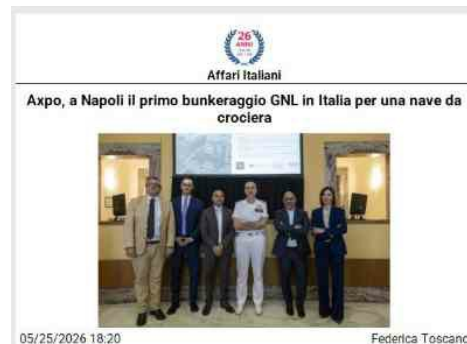 26
ANNO
Affari Italiani
Axpo, a Napoli il primo bunkeraggio GNL in Italia per una nave da
crociera
05/25/2026 18:20
Federica Toscano